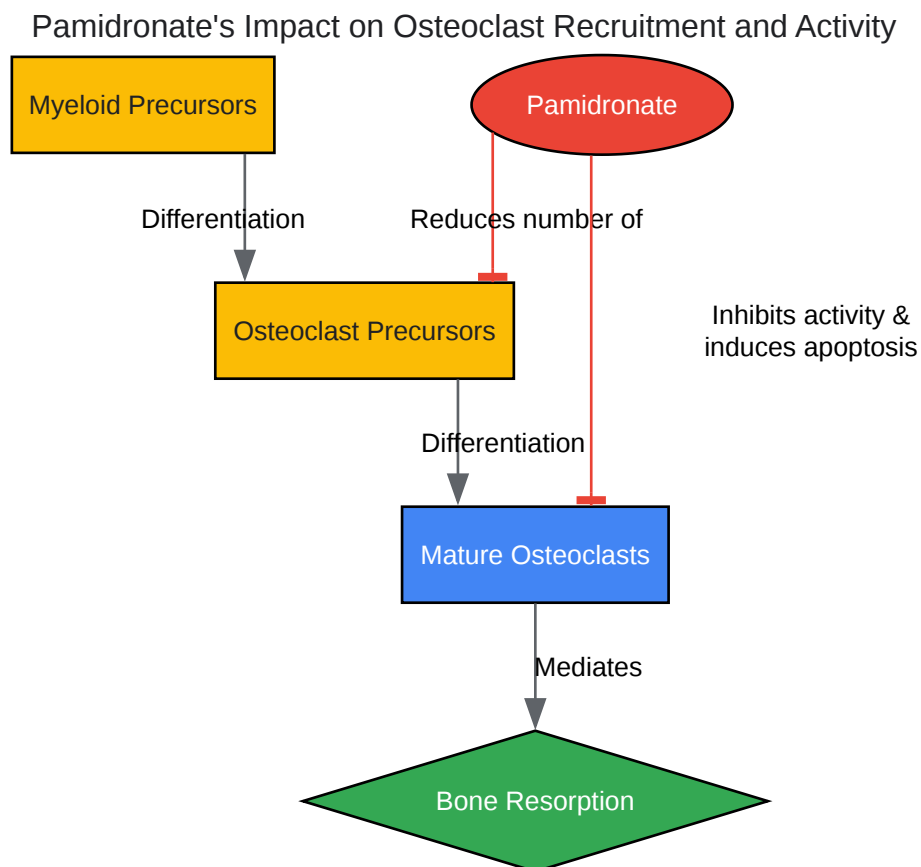 Pamidronate's Impact on Osteoclast Recruitment and Activity
Myeloid Precursors
Pamidronate
Differentiation
Reduces number of
Osteoclast Precursors
Inhibits activity &
induces apoptosis
Differentiation
Mature Osteoclasts
Mediates
Bone Resorption